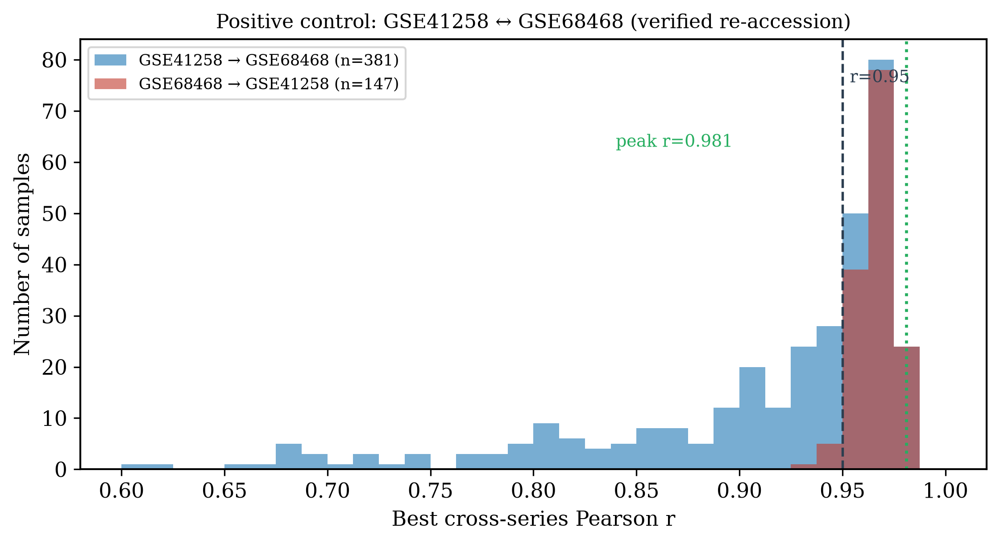 Positive control: GSE41258 ↔ GSE68468 (verified re-accession)
GSE41258 → GSE68468 (n=381)
GSE68468 → GSE41258 (n=147)
r=0.95
peak r=0.981
Number of samples
80
70
60
50
40
30
20
10
0
0.60 0.65 0.70 0.75 0.80 0.85 0.90 0.95 1.00
Best cross-series Pearson r